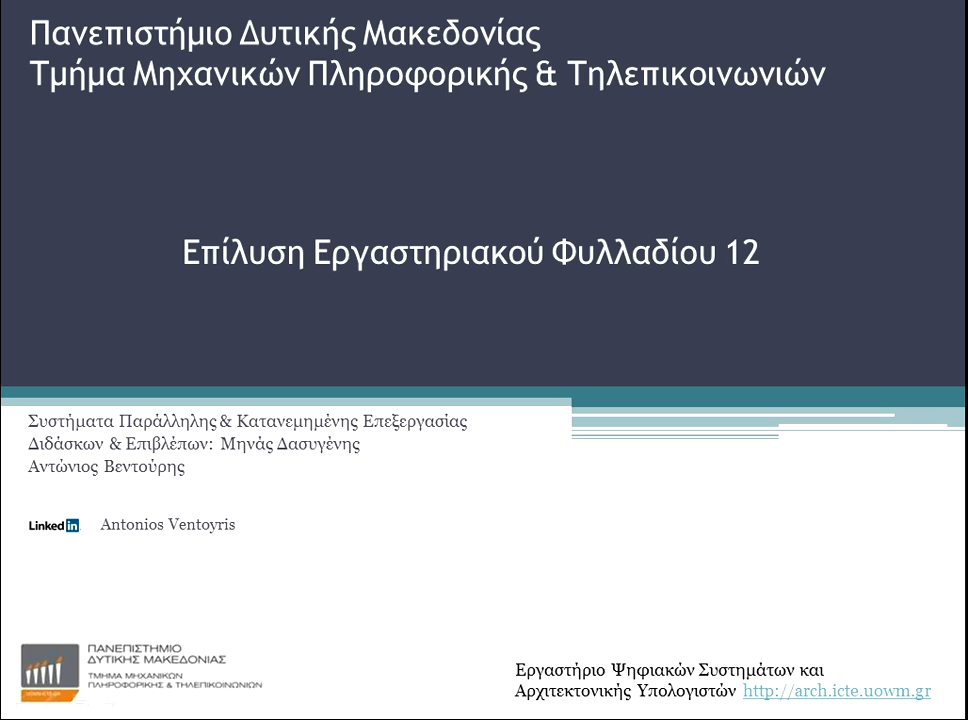 Πανεπιστήμιο Δυτικής Μακεδονίας
Τμήμα Μηχανικών Πληροφορικής & Τηλεπικοινωνιών
Επίλυση Εργαστηριακού Φυλλαδίου 12
Συστήματα Παράλληλης & Κατανεμημένης Επεξεργασίας
Διδάσκων & Επιβλέπων: Μηνάς Δασυγένης
Αντώνιος Βεντούρης
Linked in Antonios Ventoyris
ΠΑΝΕΠΙΣΤΗΜΙΟ
ΔΥΤΙΚΗΣ ΜΑΚΕΔΟΝΙΑΣ
ΤΜΗΜΑ ΜΗΧΑΝΙΚΩΝ
ΠΛΗΡΟΦΟΡΙΚΗΣ & ΤΗΛΕΠΙΚΟΙΝΩΝΙΩΝ
Εργαστήριο Ψηφιακών Συστημάτων και
Αρχιτεκτονικής Υπολογιστών http://arch.icte.uowm.gr